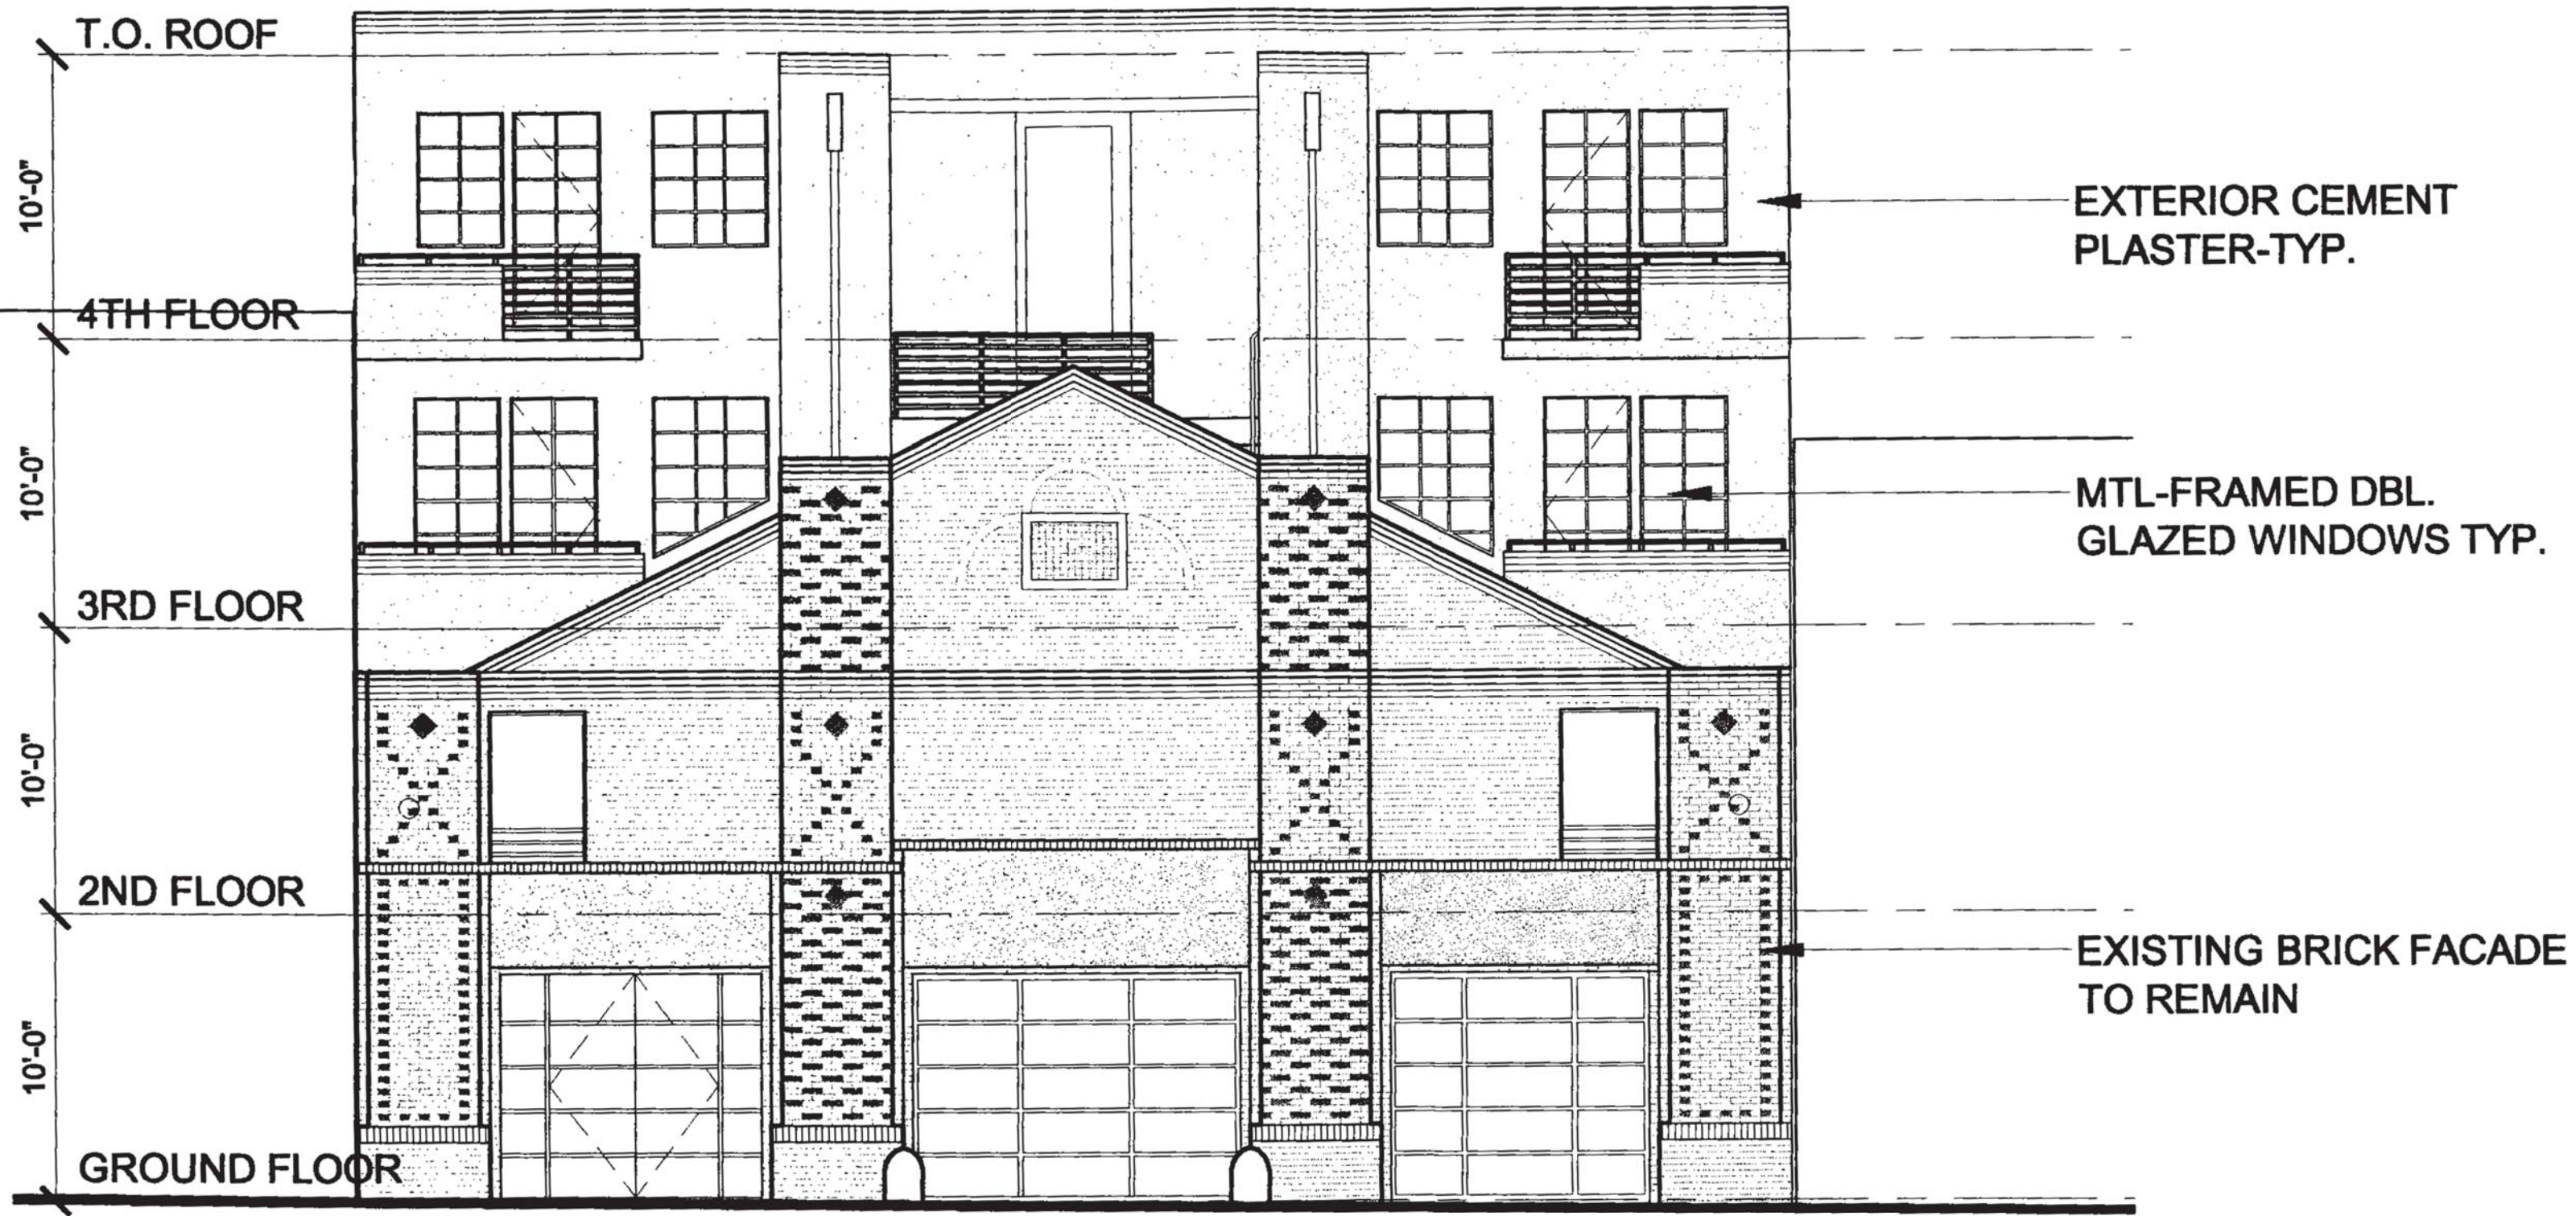 T.O. ROOF
10'-0"
EXTERIOR CEMENT
PLASTER-TYP.
4TH FLOOR
10'-0"
MTL-FRAMED DBL.
GLAZED WINDOWS TYP.
3RD FLOOR
10'-0"
2ND FLOOR
EXISTING BRICK FACADE
TO REMAIN
10'-0"
GROUND FLOOR